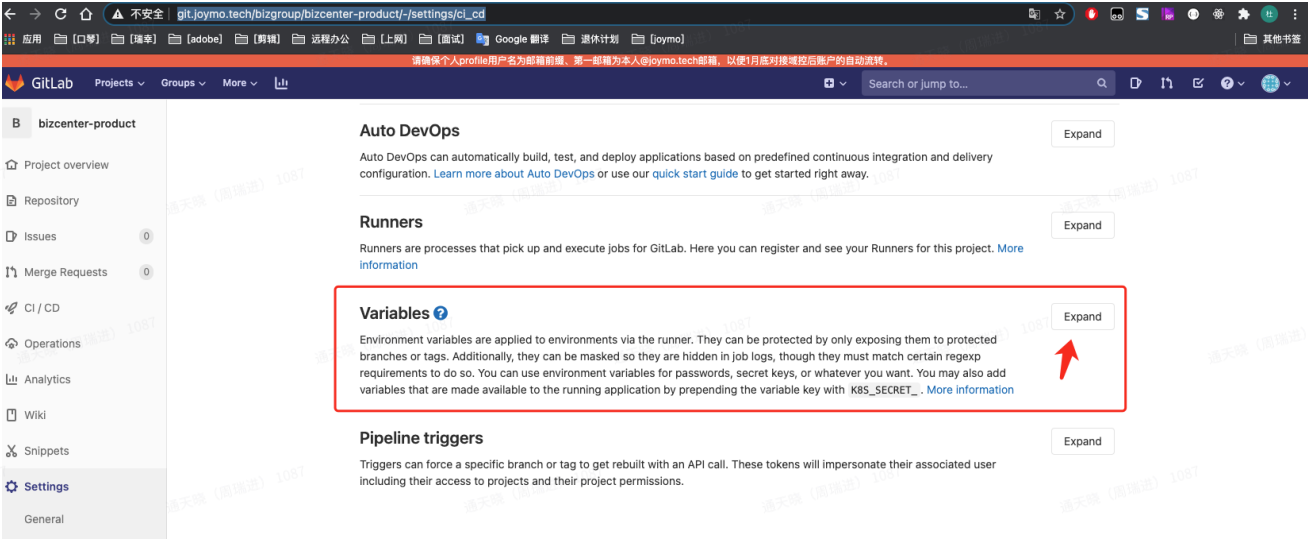 不安全 git.joymo.tech/bizgroup/bizcenter-product/-/settings/ci_cd
应用 [口琴] [瑞幸] [adobe] [剪辑] 远程办公 [上网] [面试] Google 翻译 退休计划 [joymo] 其他书签
请确保个人profile用户名为邮箱前缀、第一邮箱为本人@joymo.tech邮箱，以便1月底对接域控后账户的自动流转。
GitLab Projects Groups More Search or jump to...
B bizcenter-product
Project overview
Repository
Issues 0
Merge Requests 0
CI / CD
Operations
Analytics
Wiki
Snippets
Settings
General
Auto DevOps
Expand
Auto DevOps can automatically build, test, and deploy applications based on predefined continuous integration and delivery
configuration. Learn more about Auto DevOps or use our quick start guide to get started right away.
Runners
Expand
Runners are processes that pick up and execute jobs for GitLab. Here you can register and see your Runners for this project. More
information
Variables ?
Expand
Environment variables are applied to environments via the runner. They can be protected by only exposing them to protected
branches or tags. Additionally, they can be masked so they are hidden in job logs, though they must match certain regexp
requirements to do so. You can use environment variables for passwords, secret keys, or whatever you want. You may also add
variables that are made available to the running application by prepending the variable key with K8S_SECRET_ . More information
Pipeline triggers
Expand
Triggers can force a specific branch or tag to get rebuilt with an API call. These tokens will impersonate their associated user
including their access to projects and their project permissions.
通天晓（周瑞进） 1087